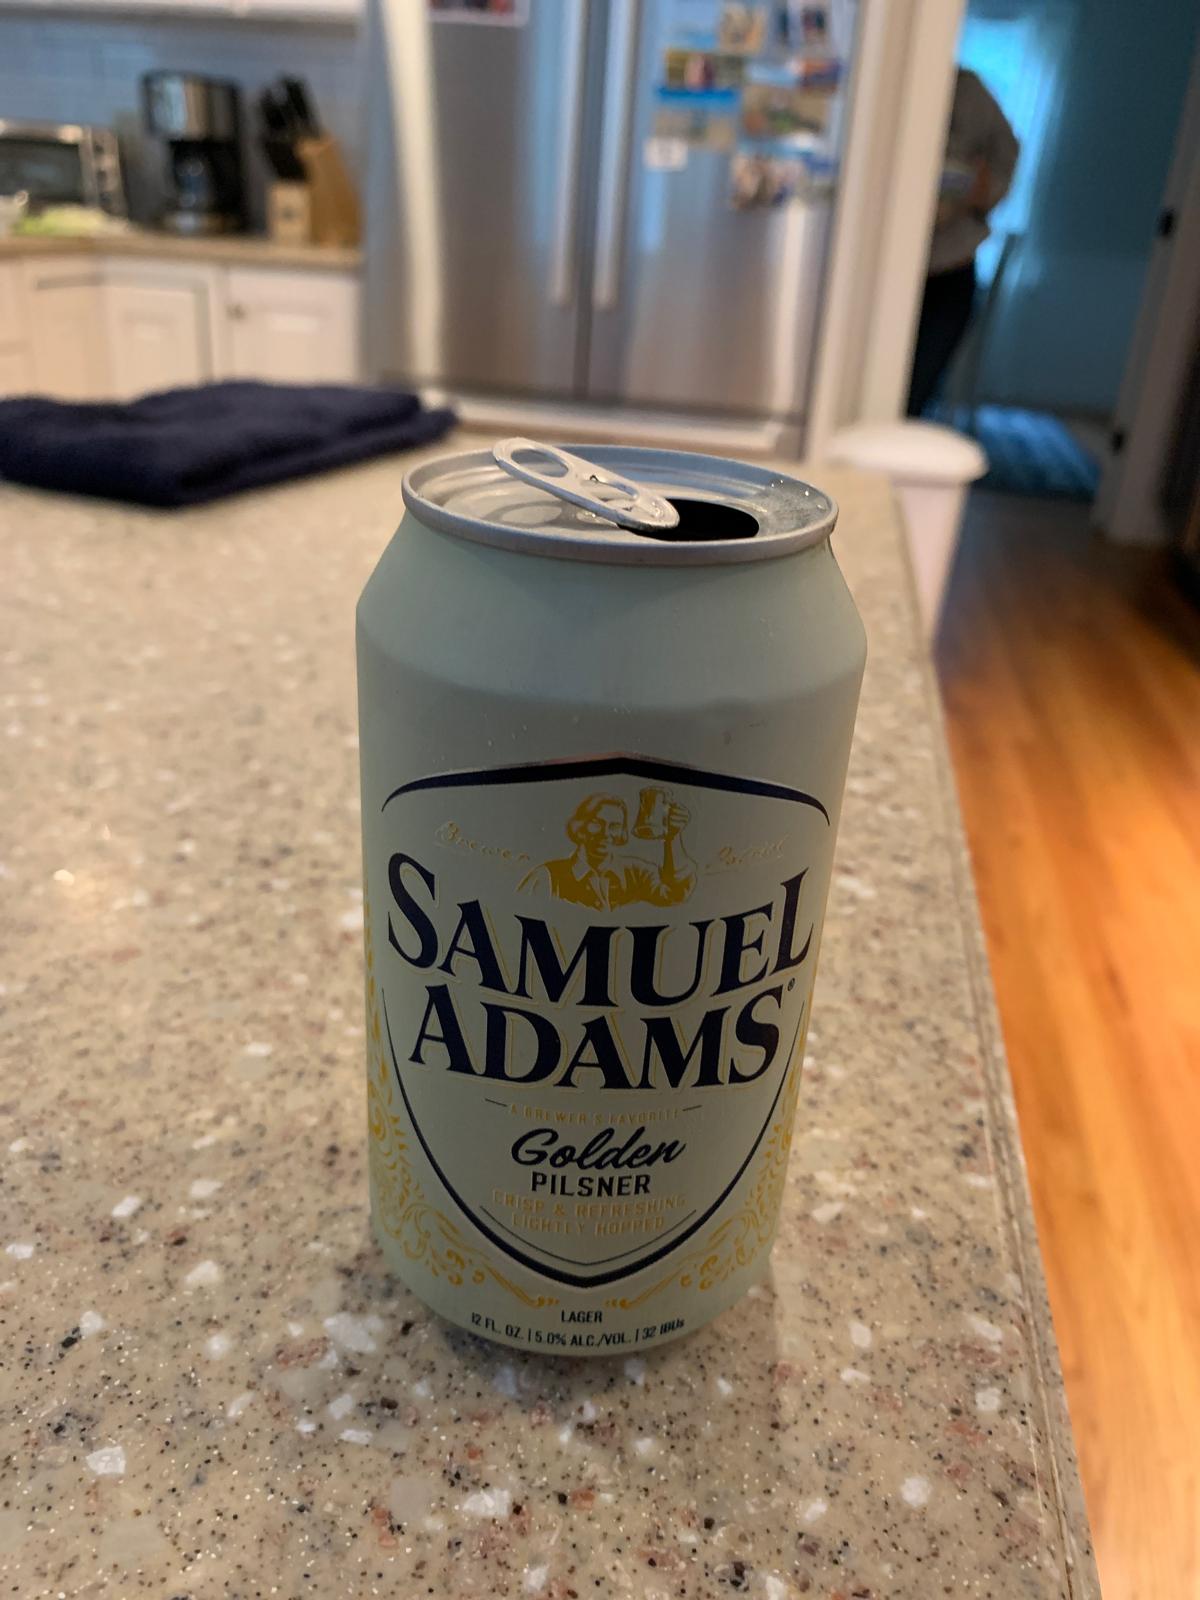 Brewer Patriot
SAMUEL
ADAMS®
A BREWER'S FAVORITE
Golden
PILSNER
CRISP & REFRESHING
LIGHTLY HOPPED
LAGER
12 FL. OZ. | 5.0% ALC./VOL. | 32 IBUs